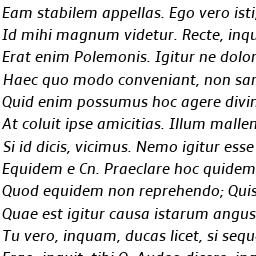 Eam stabilem appellas. Ego vero isti,
Id mihi magnum videtur. Recte, inqu
Erat enim Polemonis. Igitur ne dolor
Haec quo modo conveniant, non san
Quid enim possumus hoc agere divin
At coluit ipse amicitias. Illum mallem
Si id dicis, vicimus. Nemo igitur esse
Equidem e Cn. Praeclare hoc quidem
Quod equidem non reprehendo; Quis
Quae est igitur causa istarum angus
Tu vero, inquam, ducas licet, si sequ